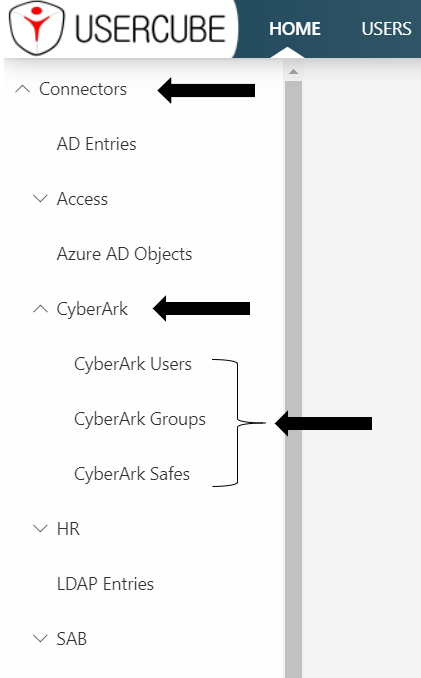 USERCUBE HOME USERS
Connectors
AD Entries
Access
Azure AD Objects
CyberArk
CyberArk Users
CyberArk Groups
CyberArk Safes
HR
LDAP Entries
SAB